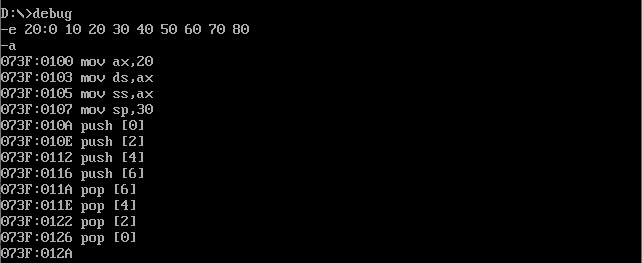 D:\>debug
-e 20:0 10 20 30 40 50 60 70 80
-a
073F:0100 mov ax,20
073F:0103 mov ds,ax
073F:0105 mov ss,ax
073F:0107 mov sp,30
073F:010A push [0]
073F:010E push [2]
073F:0112 push [4]
073F:0116 push [6]
073F:011A pop [6]
073F:011E pop [4]
073F:0122 pop [2]
073F:0126 pop [0]
073F:012A